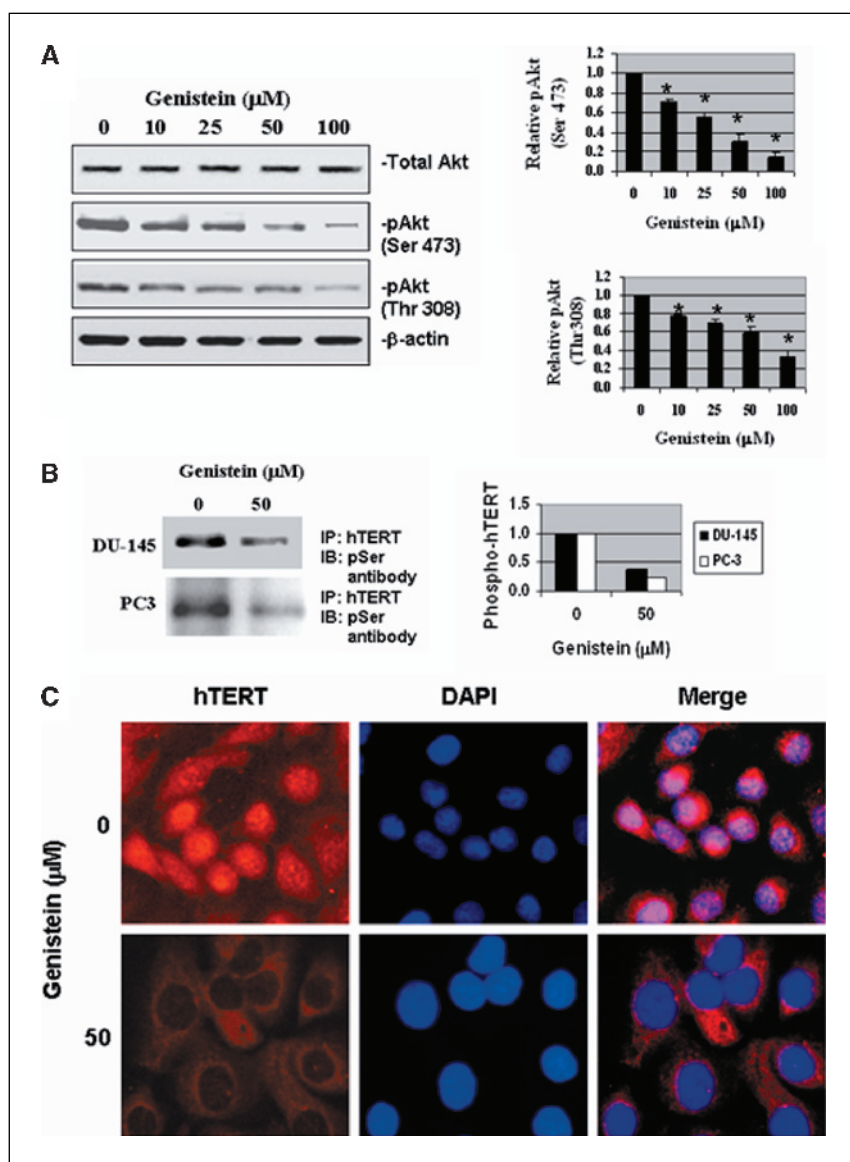 A
Genistein (μM)
0 10 25 50 100
-Total Akt
-pAkt
(Ser 473)
-pAkt
(Thr 308)
-β-actin
Relative pAkt
(Ser 473)
1.2
1.0
0.8
0.6
0.4
0.2
0.0
* * * *
0 10 25 50 100
Genistein (μM)
Relative pAkt
(Thr308)
1.2
1.0
0.8
0.6
0.4
0.2
0.0
* * * *
0 10 25 50 100
Genistein (μM)
B
Genistein (μM)
0 50
DU-145
IP: hTERT
IB: pSer
antibody
PC3
IP: hTERT
IB: pSer
antibody
Phospho-hTERT
1.5
1.0
0.5
0.0
0 50
Genistein (μM)
DU-145
PC-3
C
hTERT DAPI Merge
Genistein (μM)
0
50